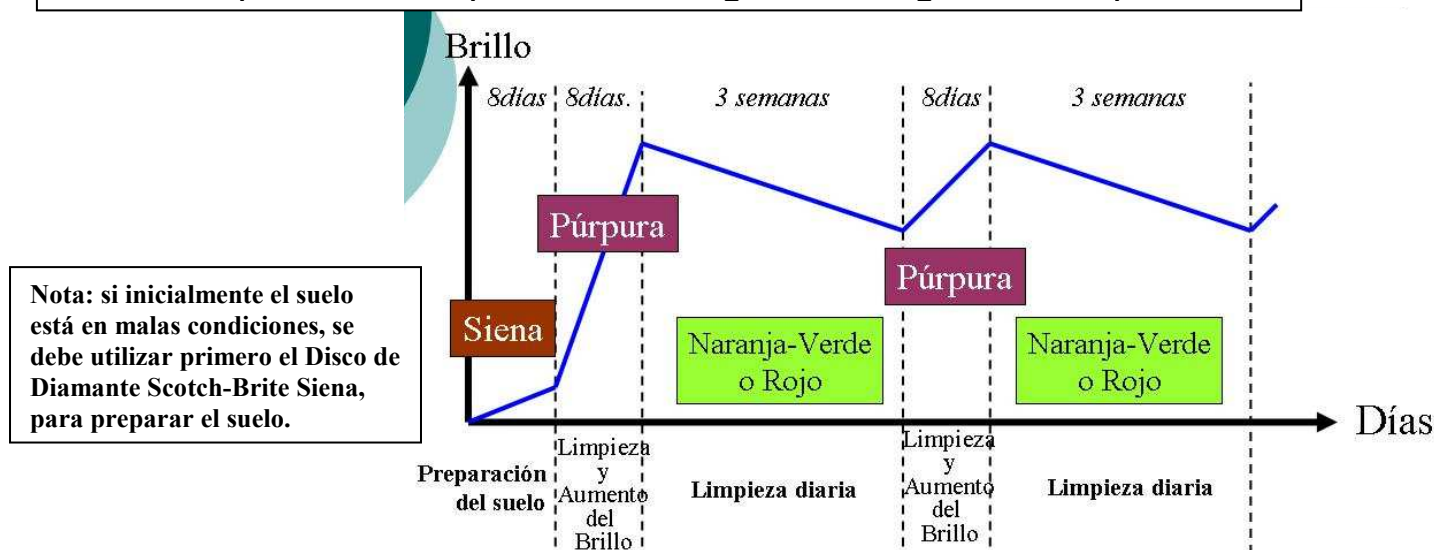 Brillo
8días
8días.
3 semanas
8días
3 semanas
Púrpura
Púrpura
Siena
Naranja-Verde
o Rojo
Naranja-Verde
o Rojo
Nota: si inicialmente el suelo
está en malas condiciones, se
debe utilizar primero el Disco de
Diamante Scotch-Brite Siena,
para preparar el suelo.
Días
Preparación
del suelo
Limpieza
y
Aumento
del
Brillo
Limpieza diaria
Limpieza
y
Aumento
del
Brillo
Limpieza diaria